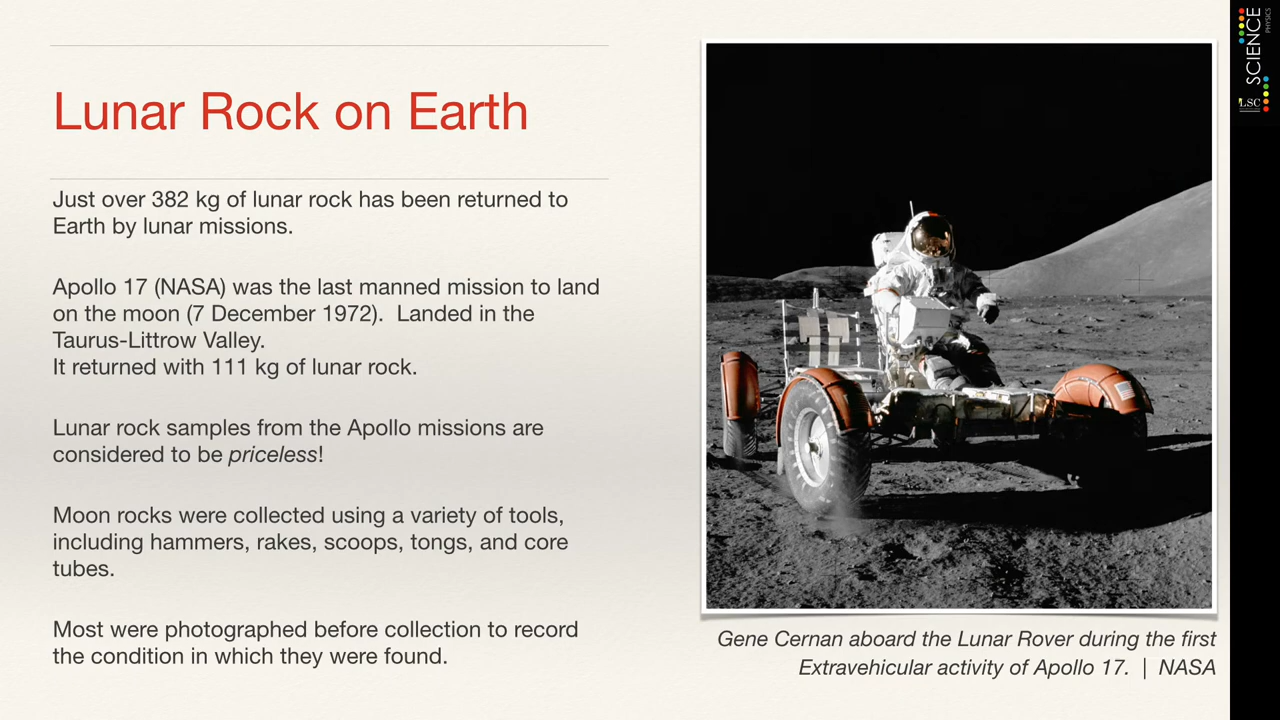 Lunar Rock on Earth
Just over 382 kg of lunar rock has been returned to
Earth by lunar missions.
Apollo 17 (NASA) was the last manned mission to land
on the moon (7 December 1972).  Landed in the
Taurus-Littrow Valley.
It returned with 111 kg of lunar rock.
Lunar rock samples from the Apollo missions are
considered to be priceless!
Moon rocks were collected using a variety of tools,
including hammers, rakes, scoops, tongs, and core
tubes.
Most were photographed before collection to record
the condition in which they were found.
Gene Cernan aboard the Lunar Rover during the first
Extravehicular activity of Apollo 17.  |  NASA
LSC
SCIENCE
PHYSICS